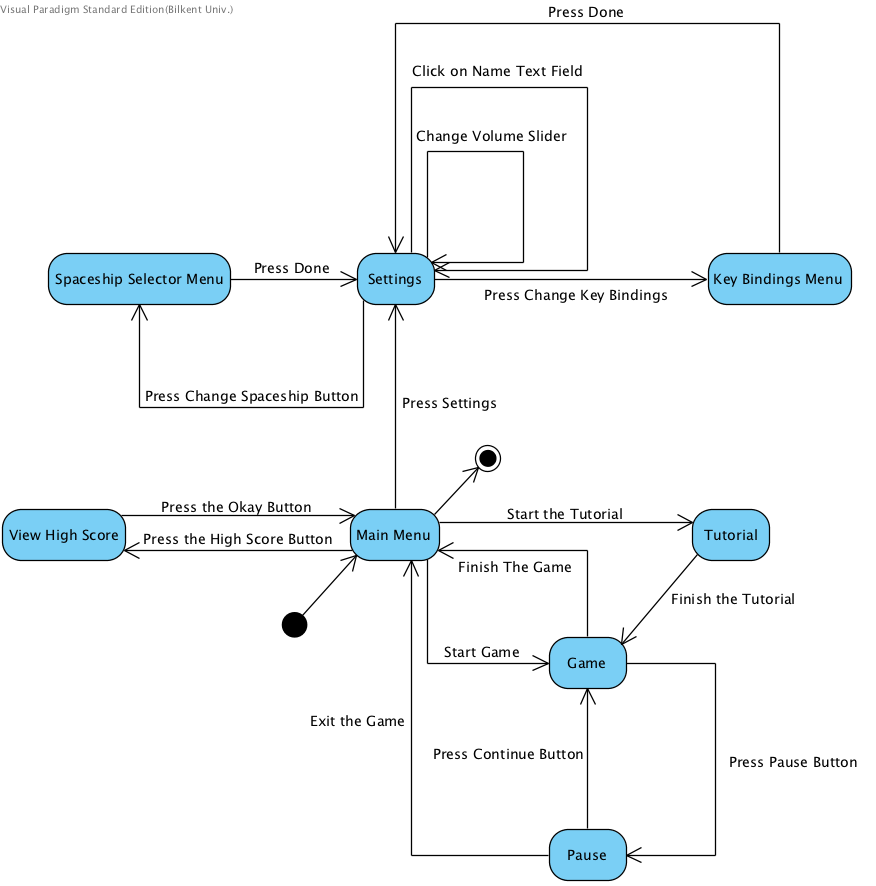 Visual Paradigm Standard Edition(Bilkent Univ.)
Press Done
Click on Name Text Field
Change Volume Slider
Spaceship Selector Menu
Press Done
Settings
Key Bindings Menu
Press Change Key Bindings
Press Change Spaceship Button
Press Settings
Press the Okay Button
Start the Tutorial
View High Score
Press the High Score Button
Main Menu
Tutorial
Finish The Game
Finish the Tutorial
Start Game
Game
Exit the Game
Press Continue Button
Press Pause Button
Pause